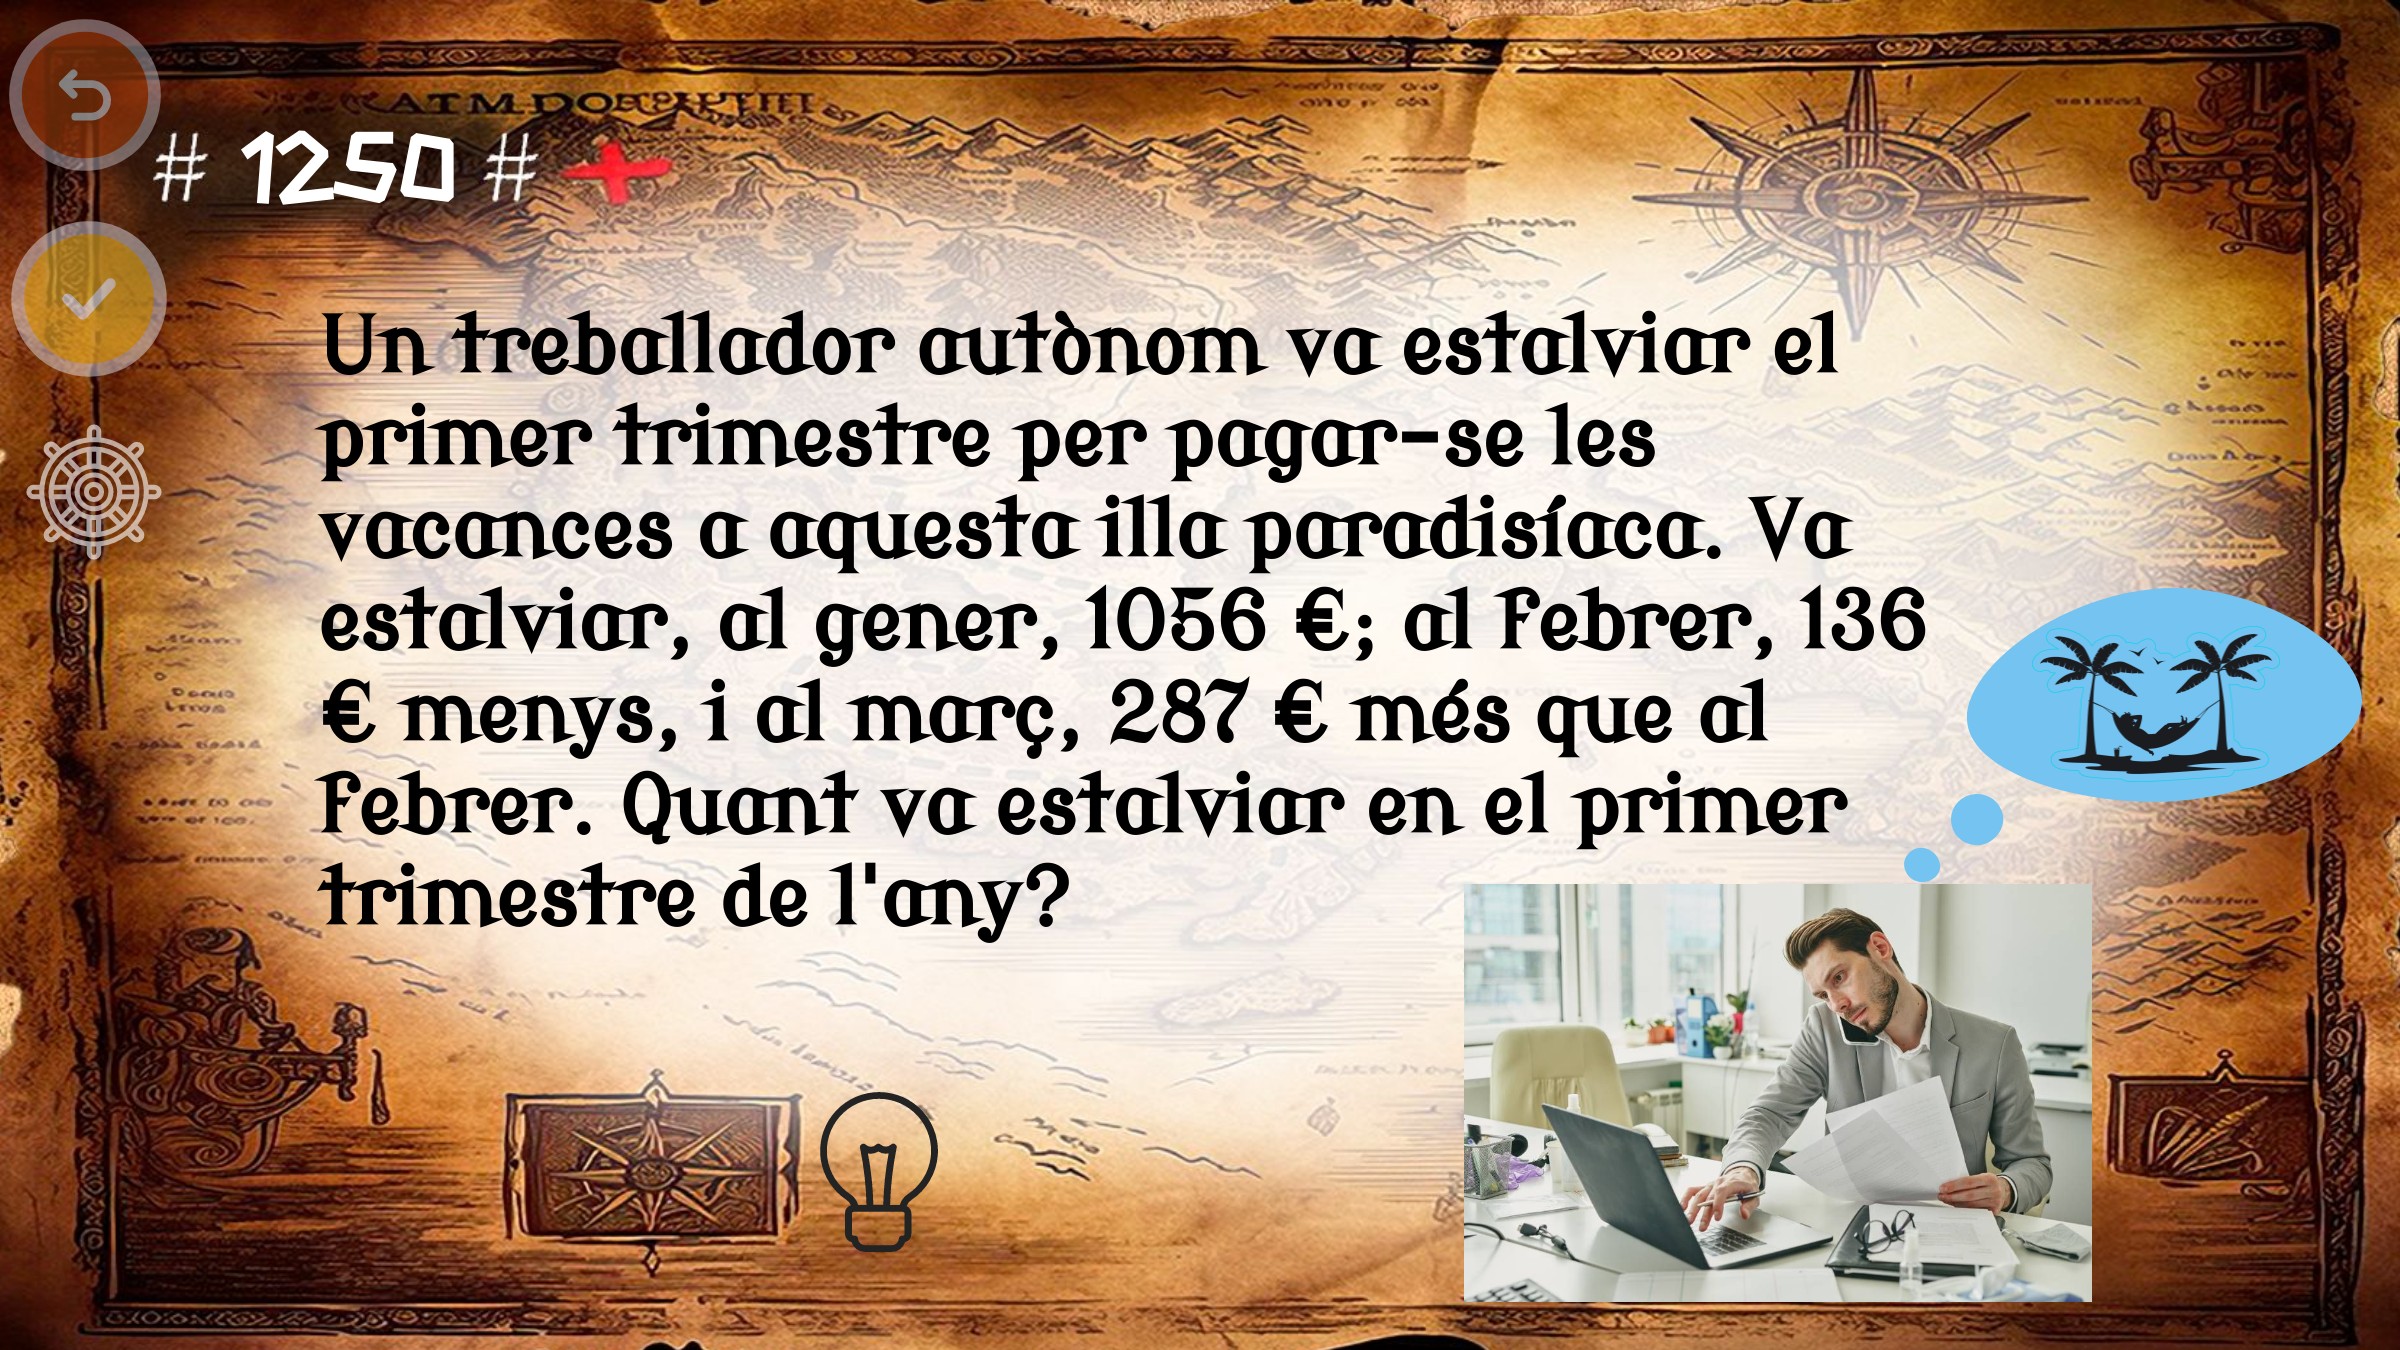 # 1250 #
Un treballador autònom va estalviar el
primer trimestre per pagar-se les
vacances a aquesta illa paradisíaca. Va
estalviar, al gener, 1056 €; al febrer, 136
€ menys, i al març, 287 € més que al
febrer. Quant va estalviar en el primer
trimestre de l'any?